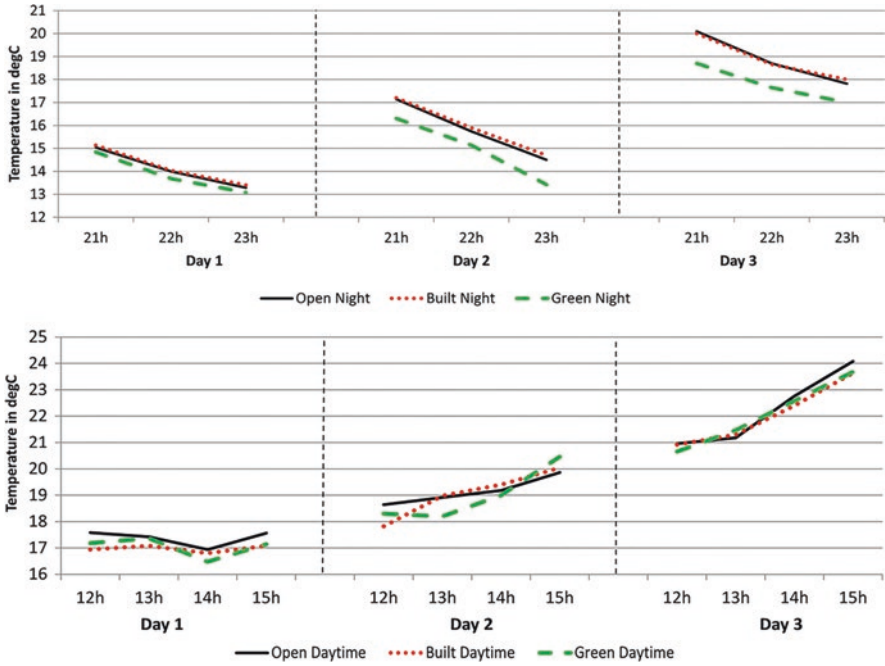 21
20
19
18
17
16
15
14
13
12
Temperature in degC
21h 22h 23h 21h 22h 23h 21h 22h 23h
Day 1 Day 2 Day 3
Open Night Built Night Green Night
25
24
23
22
21
20
19
18
17
16
Temperature in degC
12h 13h 14h 15h 12h 13h 14h 15h 12h 13h 14h 15h
Day 1 Day 2 Day 3
Open Daytime Built Daytime Green Daytime